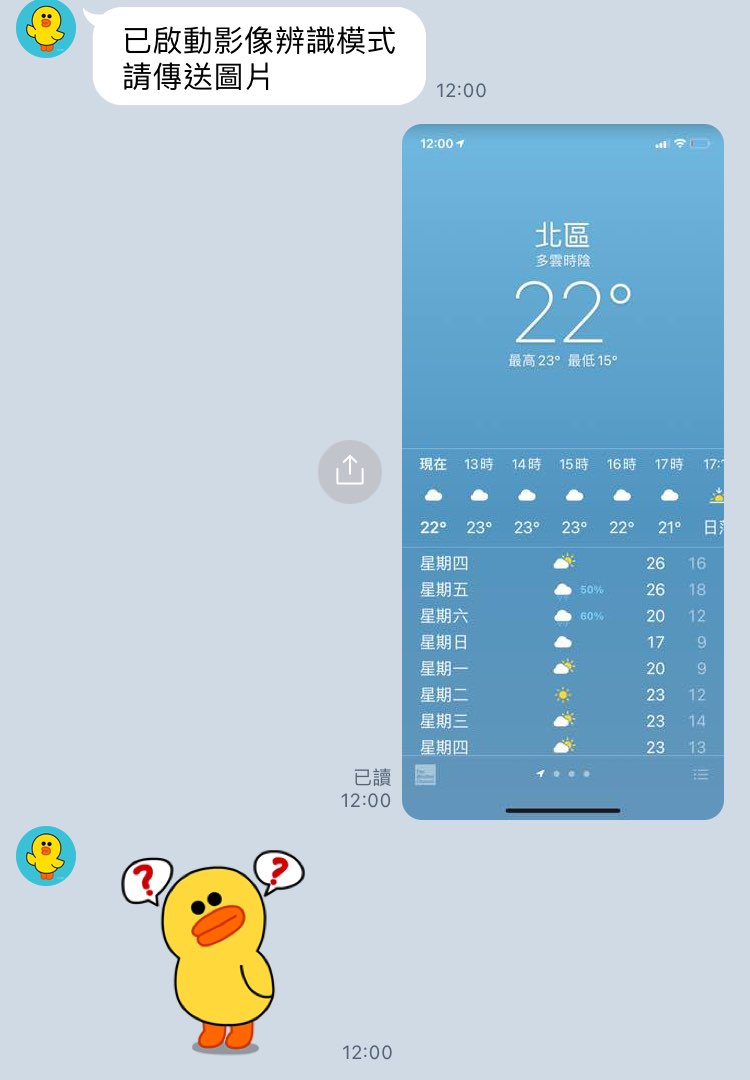 已啟動影像辨識模式
請傳送圖片
12:00
12:00
北區
多雲時陰
22°
最高 23° 最低 15°
現在 13時 14時 15時 16時 17時 17:
22° 23° 23° 23° 22° 21° 日
星期四 26 16
星期五 50% 26 18
星期六 60% 20 12
星期日 17 9
星期一 20 9
星期二 23 12
星期三 23 14
星期四 23 13
已讀
12:00
? ?
12:00